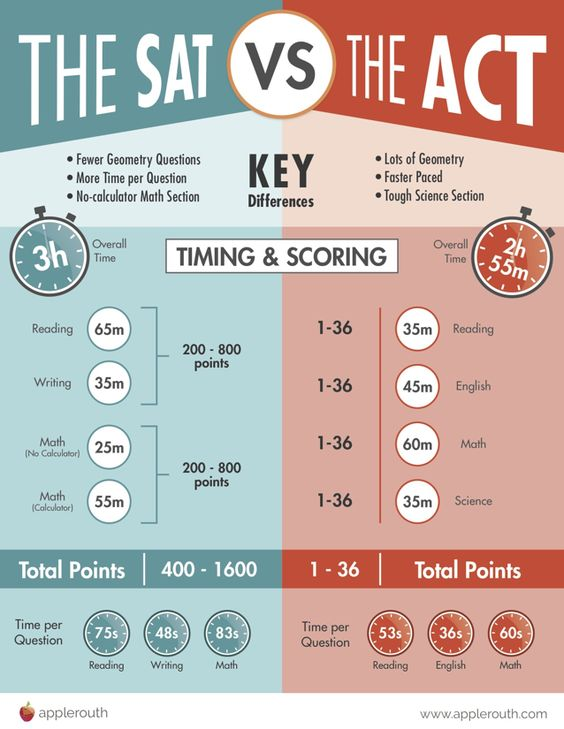 THE SAT VS THE ACT
• Fewer Geometry Questions
• More Time per Question
• No-calculator Math Section
KEY
Differences
• Lots of Geometry
• Faster Paced
• Tough Science Section
3h
Overall
Time
TIMING & SCORING
Overall
Time
2h
55m
Reading
65m
Writing
35m
200 - 800
points
Math
(No Calculator)
25m
Math
(Calculator)
55m
200 - 800
points
1-36
35m
Reading
1-36
45m
English
1-36
60m
Math
1-36
35m
Science
Total Points
400 - 1600
1 - 36
Total Points
Time per
Question
75s
Reading
48s
Writing
83s
Math
Time per
Question
53s
Reading
36s
English
60s
Math
applerouth
www.applerouth.com